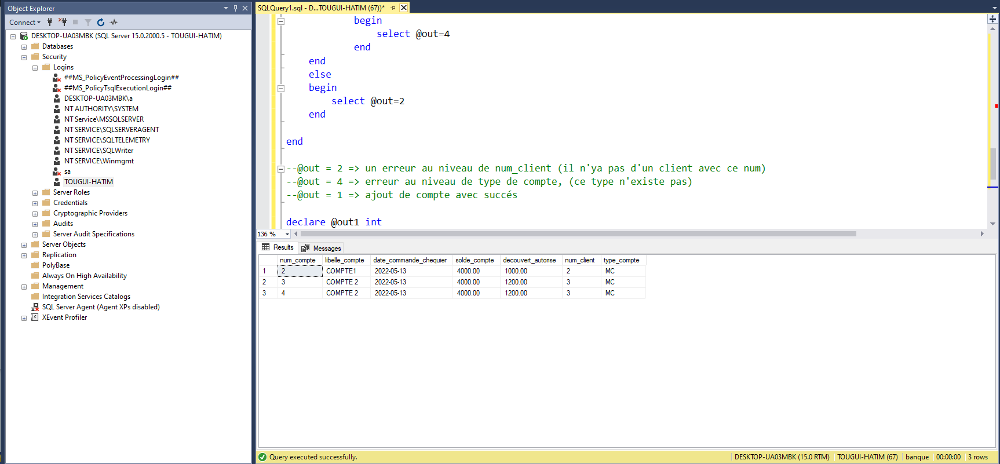 Object Explorer
Connect
DESKTOP-UA03MBK (SQL Server 15.0.2000.5 - TOUGUI-HATIM)
Databases
Security
Logins
##MS_PolicyEventProcessingLogin##
##MS_PolicyTsqlExecutionLogin##
DESKTOP-UA03MBK\a
NT AUTHORITY\SYSTEM
NT Service\MSSQLSERVER
NT SERVICE\SQLSERVERAGENT
NT SERVICE\SQLTELEMETRY
NT SERVICE\SQLWriter
NT SERVICE\Winmgmt
sa
TOUGUI-HATIM
Server Roles
Credentials
Cryptographic Providers
Audits
Server Audit Specifications
Server Objects
Replication
PolyBase
Always On High Availability
Management
Integration Services Catalogs
SQL Server Agent (Agent XPs disabled)
XEvent Profiler
SQLQuery1.sql - D...TOUGUI-HATIM (67))*
begin
select @out=4
end
end
else
begin
select @out=2
end
end
--@out = 2 => un erreur au niveau de num_client (il n'ya pas d'un client avec ce num)
--@out = 4 => erreur au niveau de type de compte, (ce type n'existe pas)
--@out = 1 => ajout de compte avec succés
declare @out1 int
136 %
Results Messages
num_compte libelle_compte date_commande_chequier solde_compte decouvert_autorise num_client type_compte
1 2 COMPTE1 2022-05-13 4000.00 1000.00 2 MC
2 3 COMPTE 2 2022-05-13 4000.00 1200.00 3 MC
3 4 COMPTE 2 2022-05-13 4000.00 1200.00 3 MC
Query executed successfully. DESKTOP-UA03MBK (15.0 RTM) TOUGUI-HATIM (67) banque 00:00:00 3 rows